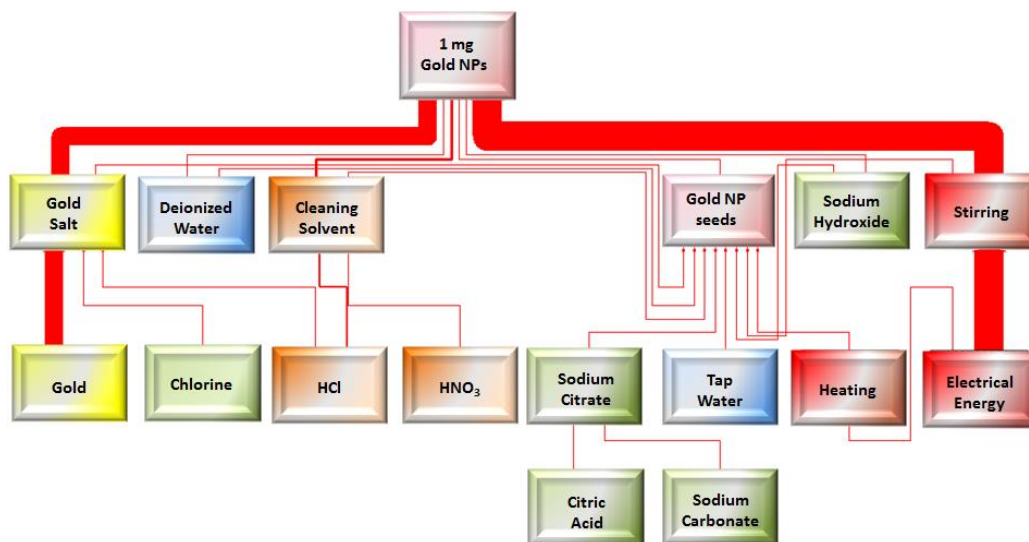 1 mg
Gold NPs
Gold
Salt
Deionized
Water
Cleaning
Solvent
Gold NP
seeds
Sodium
Hydroxide
Stirring
Gold
Chlorine
HCl
HNO₃
Sodium
Citrate
Tap
Water
Heating
Electrical
Energy
Citric
Acid
Sodium
Carbonate